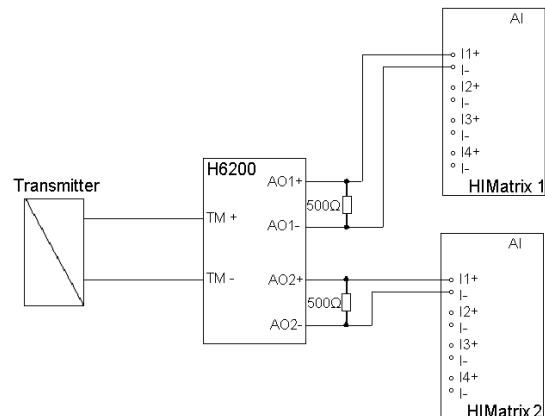 Transmitter
H6200
TM +
TM -
AO1+
AO1-
AO2+
AO2-
500Ω
500Ω
AI
I1+
I-
I2+
I-
I3+
I-
I4+
I-
HIMatrix 1
AI
I1+
I-
I2+
I-
I3+
I-
I4+
I-
HIMatrix 2